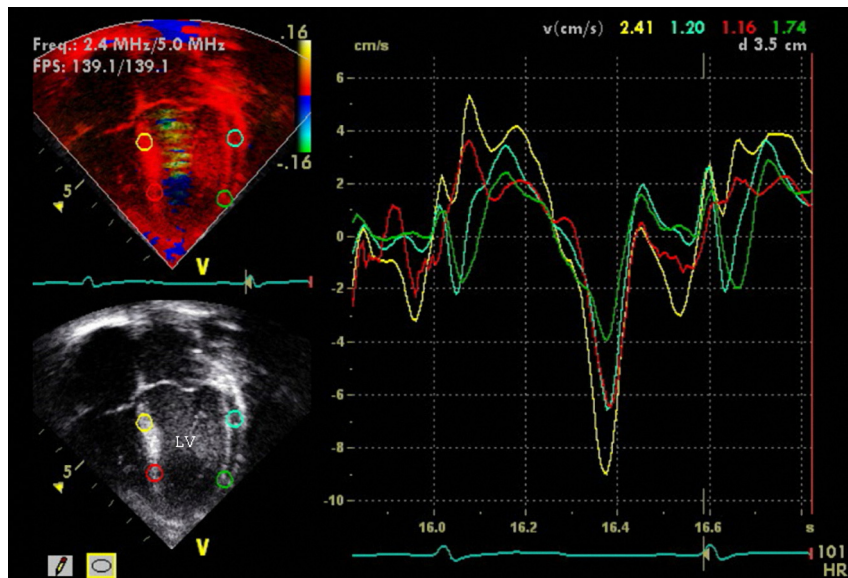 Freq.: 2.4 MHz/5.0 MHz
FPS: 139.1/139.1
.16
-.16
5
V
LV
5
V
v(cm/s) 2.41 1.20 1.16 1.74
d 3.5 cm
cm/s
6
4
2
0
-2
-4
-6
-8
-10
16.0 16.2 16.4 16.6 s
101
HR